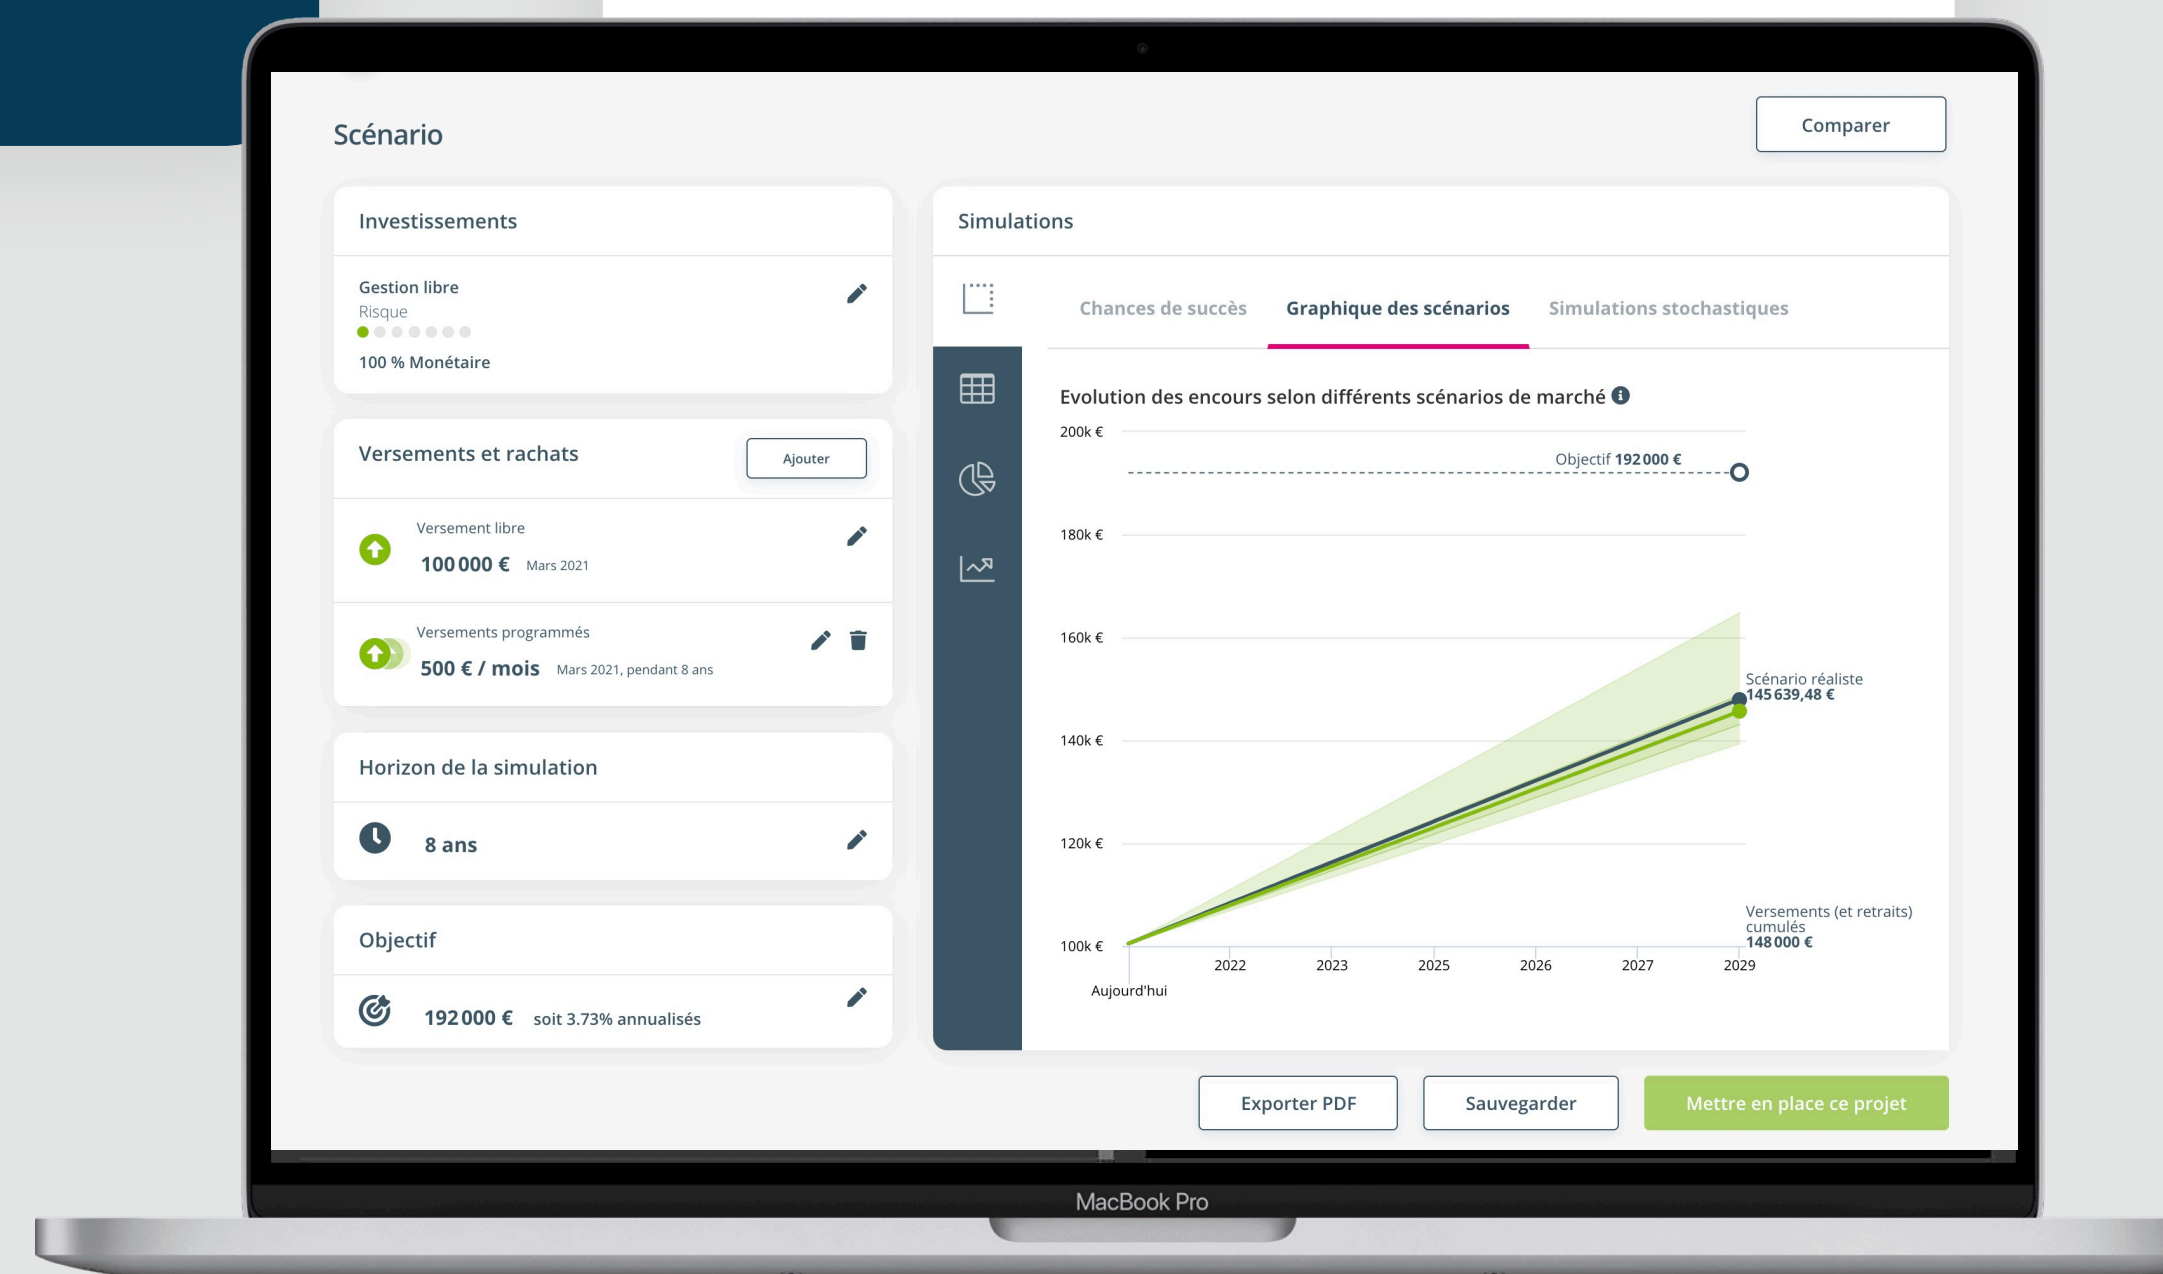 Scénario
Comparer
Investissements
Gestion libre
Risque
100 % Monétaire
Versements et rachats
Ajouter
Versement libre
100 000 € Mars 2021
Versements programmés
500 € / mois Mars 2021, pendant 8 ans
Horizon de la simulation
8 ans
Objectif
192 000 € soit 3.73% annualisés
Simulations
Chances de succès Graphique des scénarios Simulations stochastiques
Evolution des encours selon différents scénarios de marché
200k €
Objectif 192 000 €
180k €
160k €
Scénario réaliste
145 639,48 €
140k €
120k €
Versements (et retraits)
cumulés
148 000 €
100k €
2022 2023 2025 2026 2027 2029
Aujourd'hui
Exporter PDF Sauvegarder Mettre en place ce projet
MacBook Pro